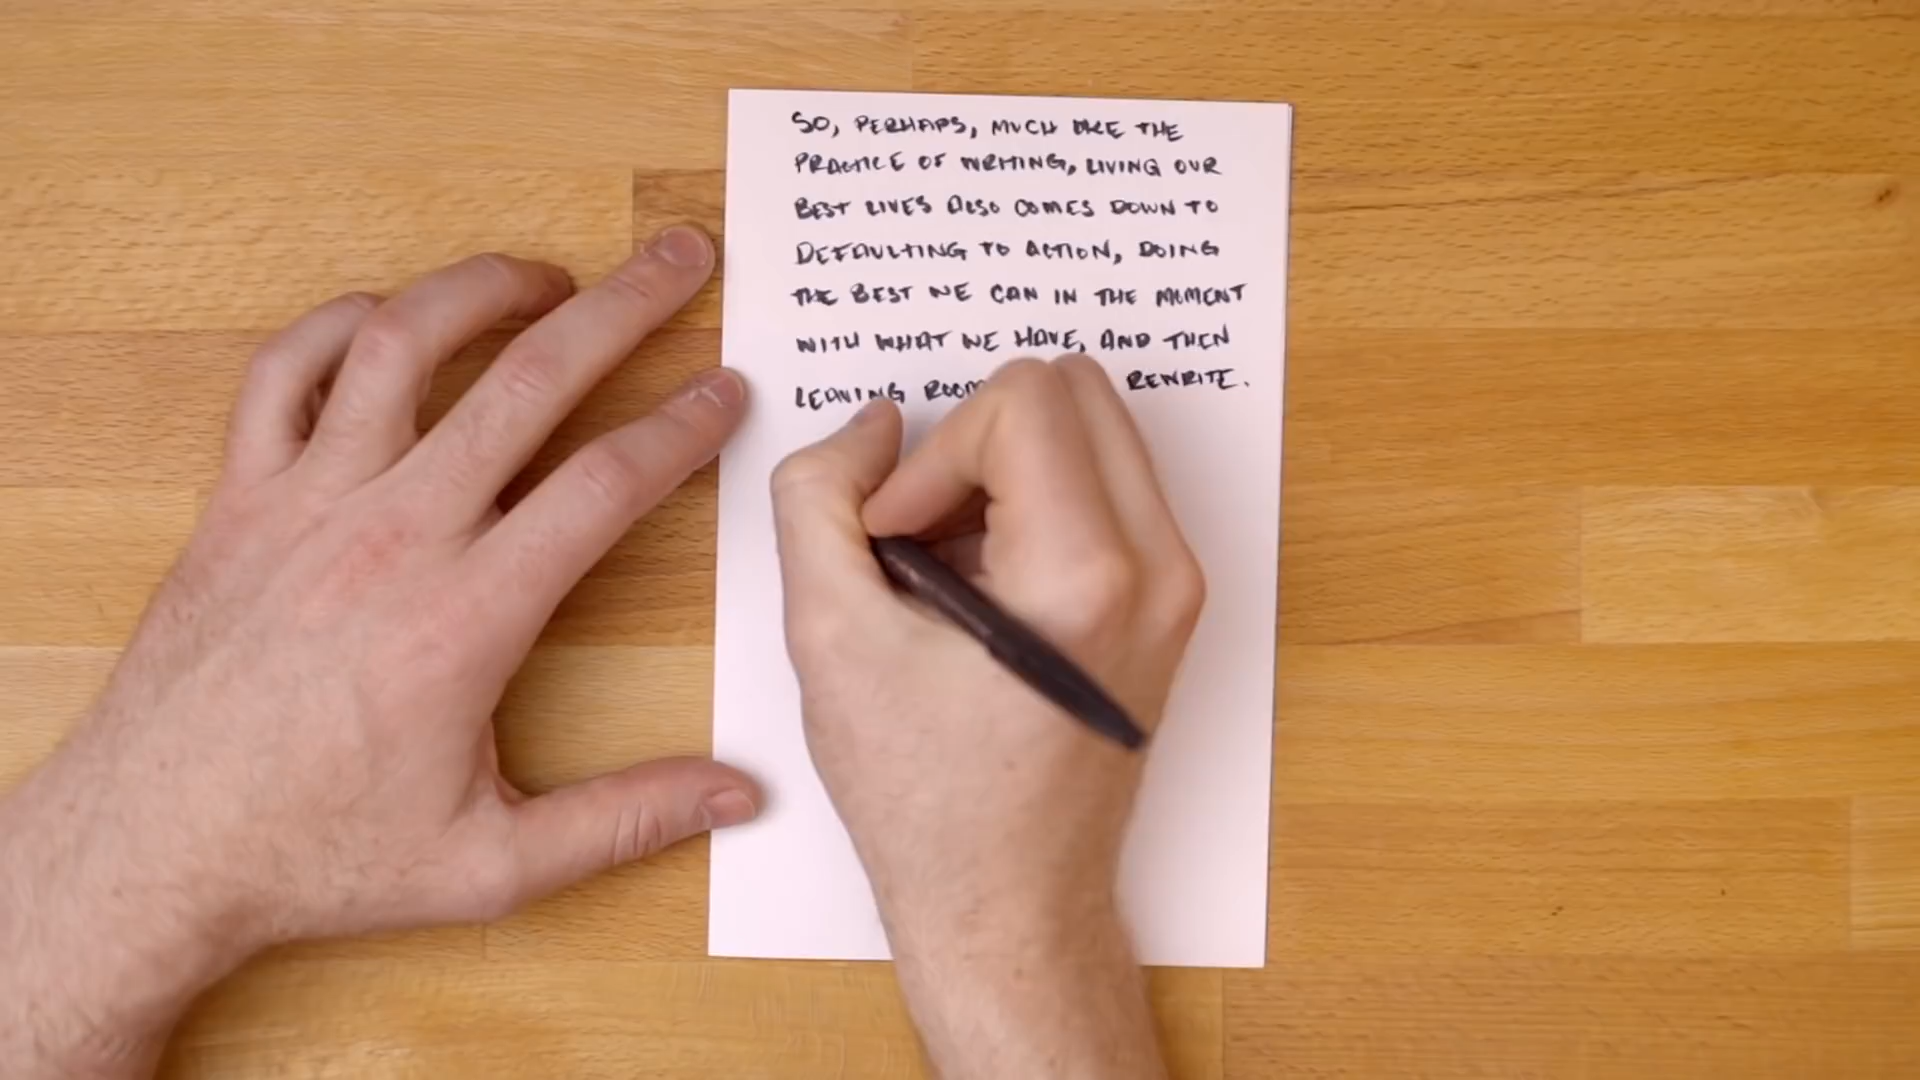 SO, PERHAPS, MUCH LIKE THE
PRACTICE OF WRITING, LIVING OUR
BEST LIVES ALSO COMES DOWN TO
DEFAULTING TO ACTION, DOING
THE BEST WE CAN IN THE MOMENT
WITH WHAT WE HAVE, AND THEN
LEAVING ROOM REWRITE.